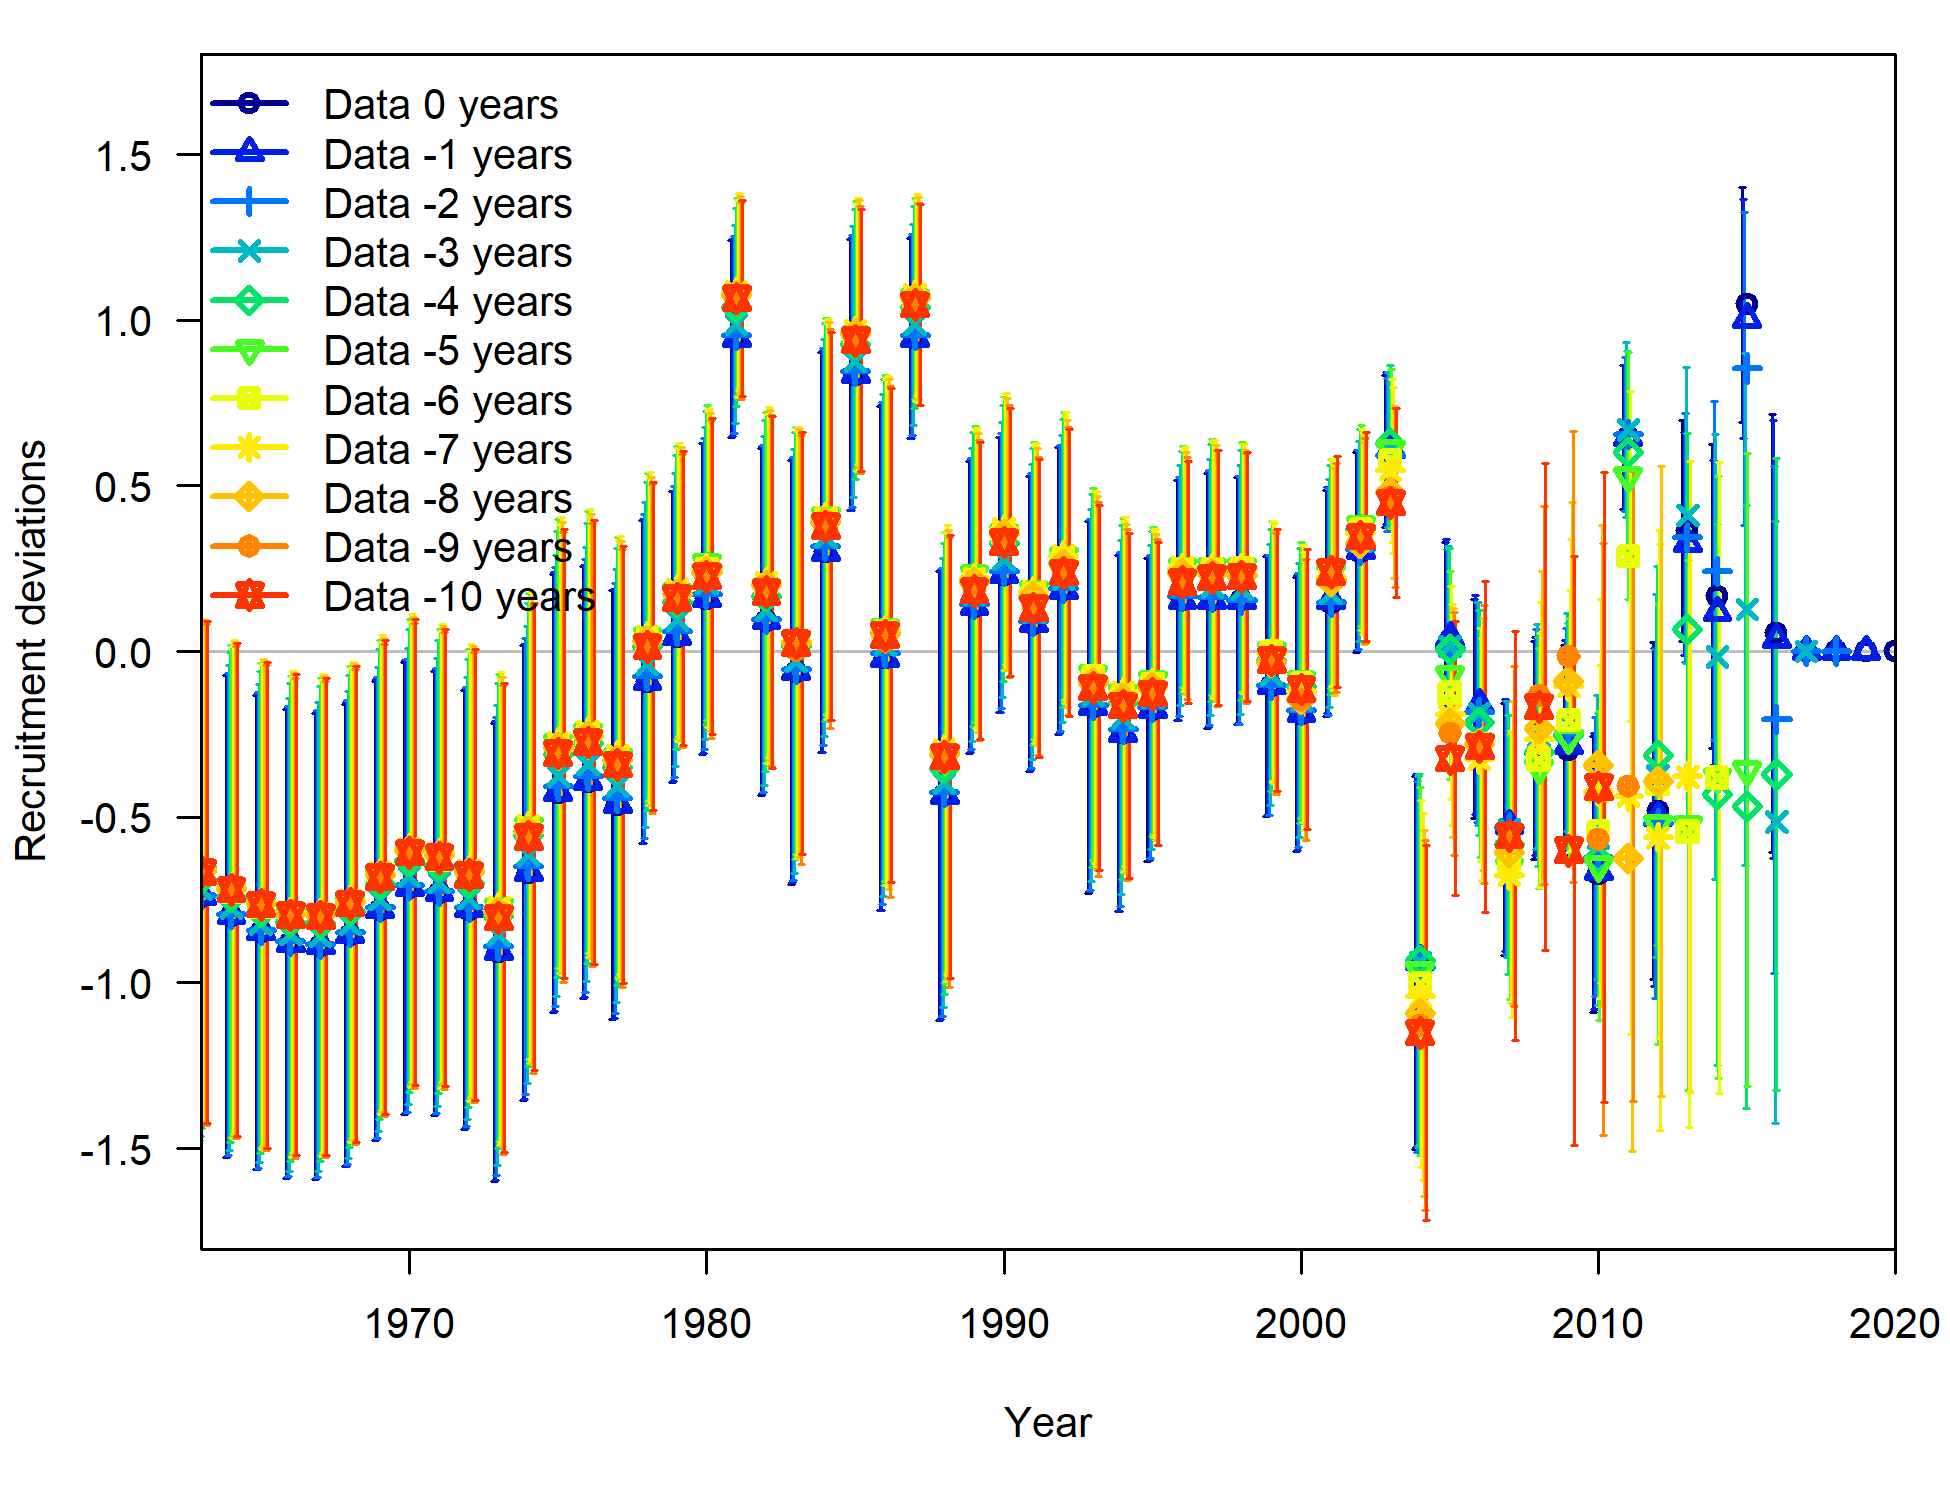 Data 0 years
Data -1 years
Data -2 years
Data -3 years
Data -4 years
Data -5 years
Data -6 years
Data -7 years
Data -8 years
Data -9 years
Data -10 years
1.5
1.0
0.5
0.0
-0.5
-1.0
-1.5
Recruitment deviations
1970 1980 1990 2000 2010 2020
Year